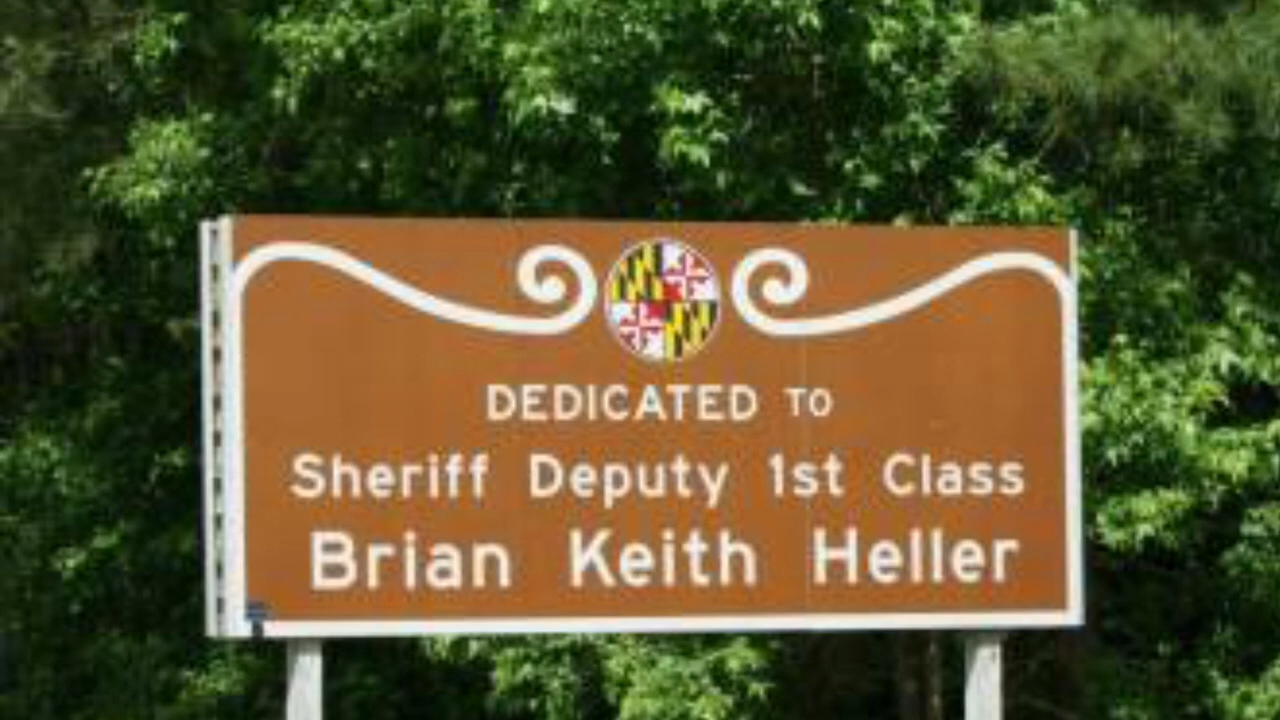 DEDICATED TO
Sheriff Deputy 1st Class
Brian Keith Heller